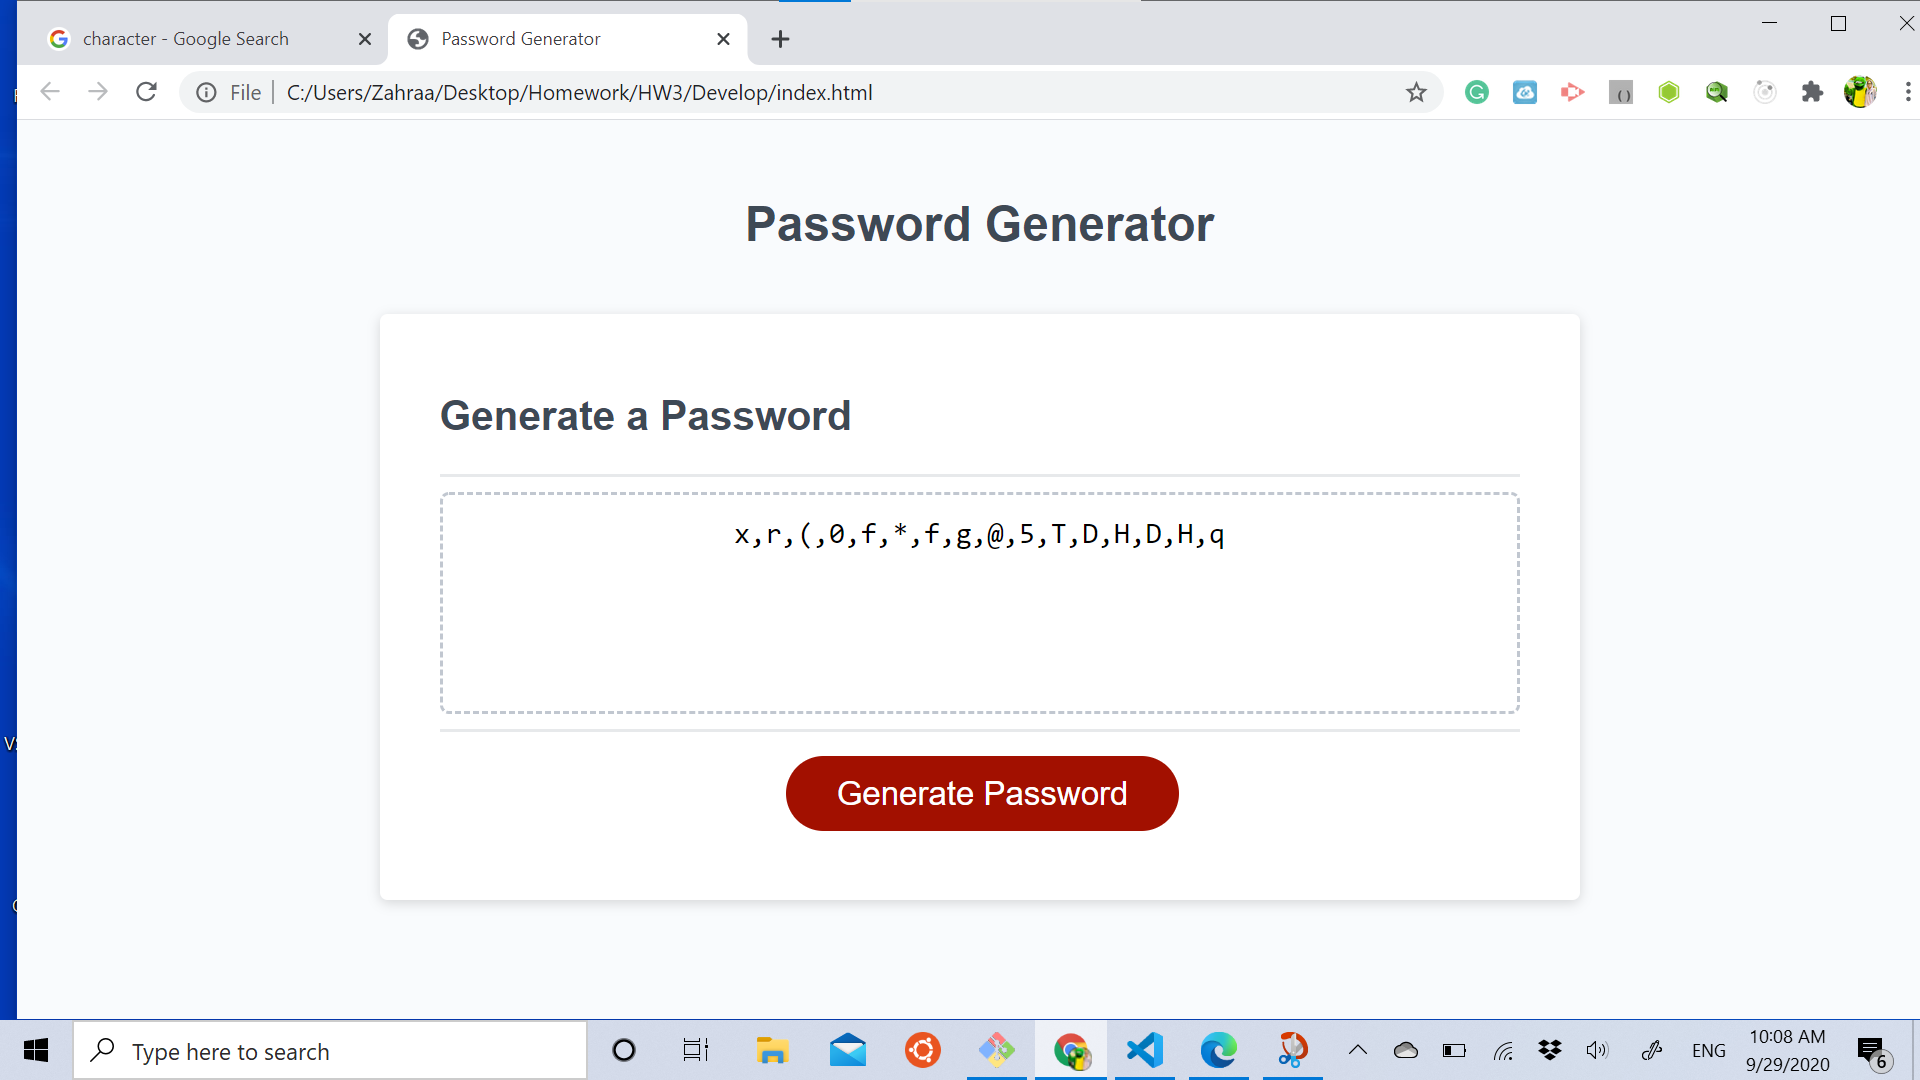 character - Google Search
Password Generator
File
C:/Users/Zahraa/Desktop/Homework/HW3/Develop/index.html
Password Generator
Generate a Password
x,r,(,0,f,*,f,g,@,5,T,D,H,D,H,q
Generate Password
Type here to search
ENG
10:08 AM
9/29/2020
6